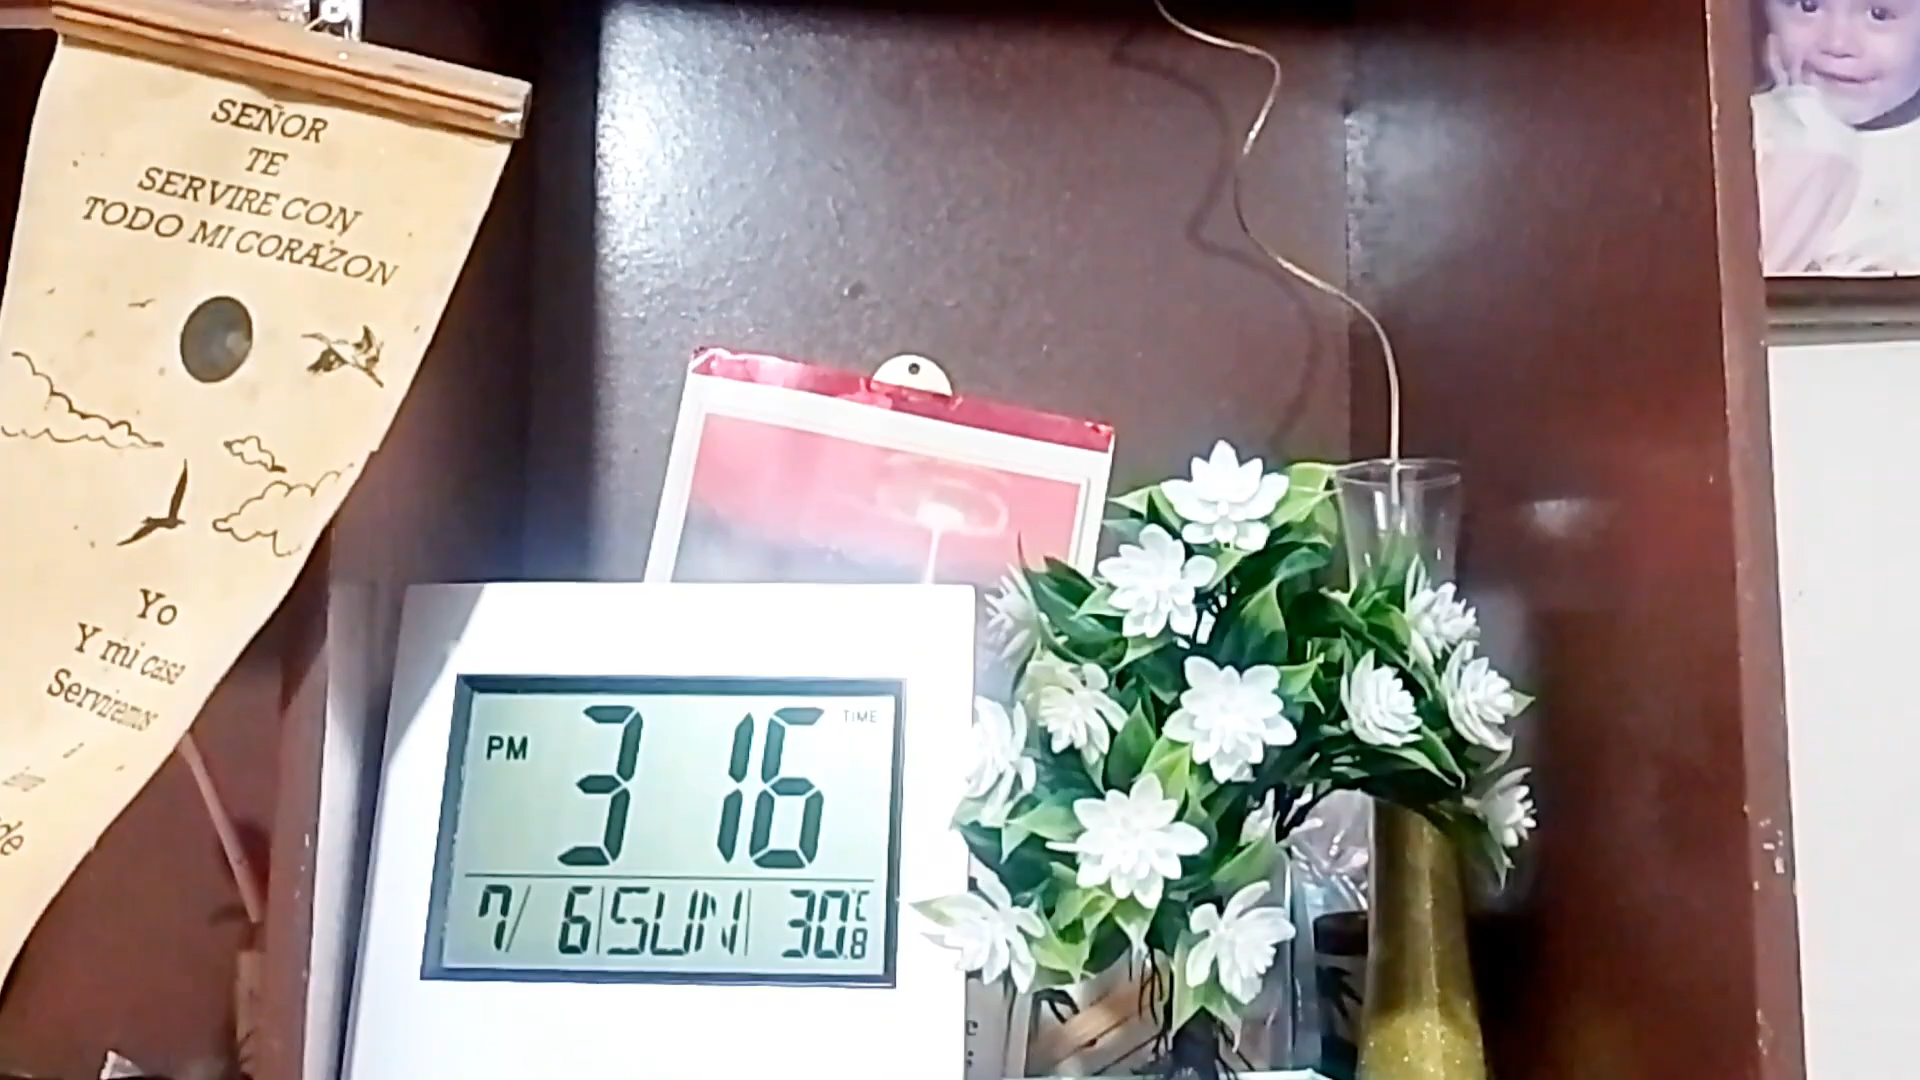 SEÑOR
TE
SERVIRE CON
TODO MI CORAZON
Yo
Y mi casa
Serviremos
TIME
PM 3 16
7/ 6 SUN 30.8 °C